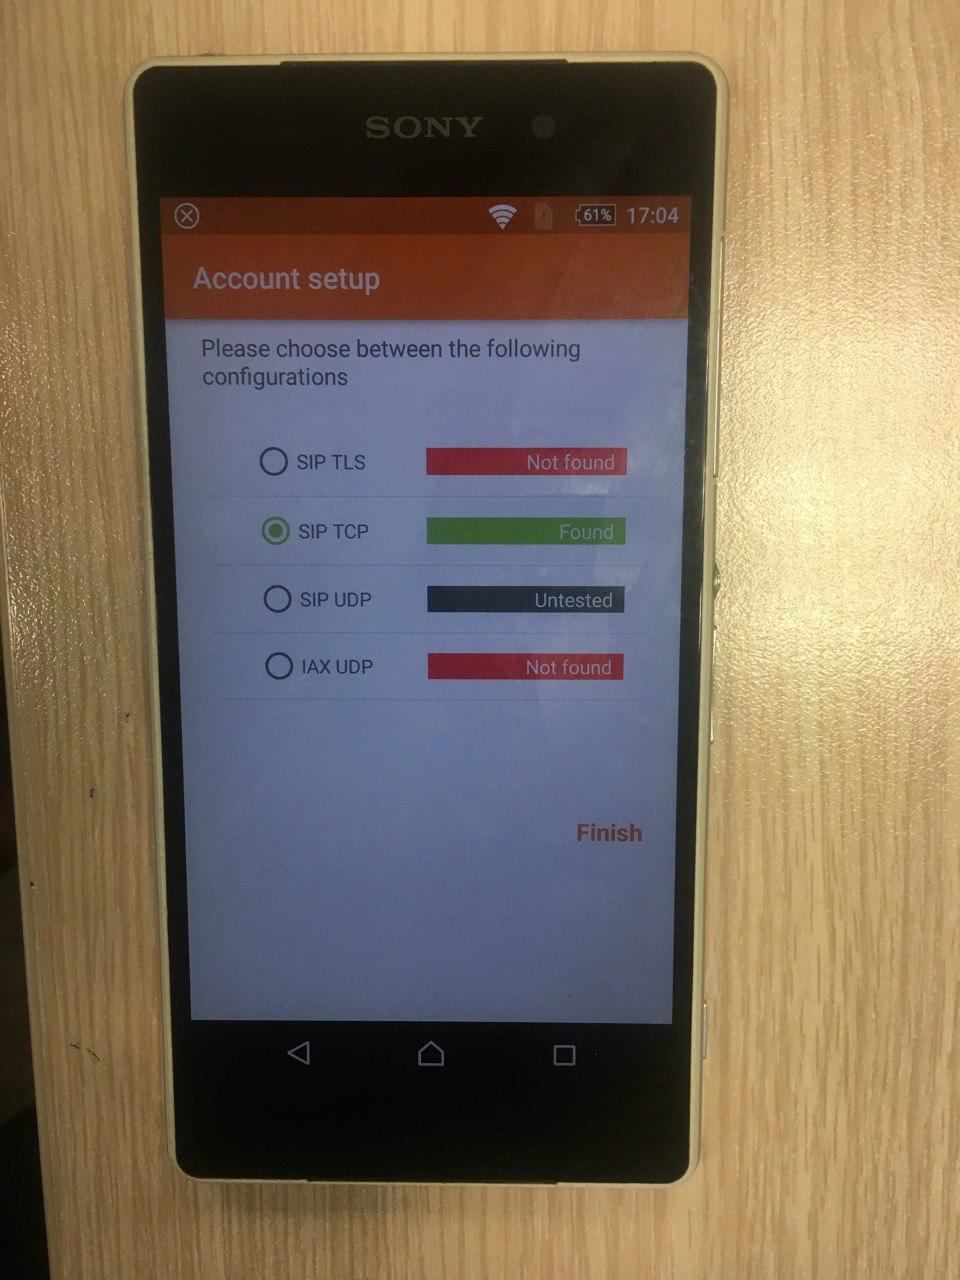 SONY
61% 17:04
Account setup
Please choose between the following
configurations
SIP TLS Not found
SIP TCP Found
SIP UDP Untested
IAX UDP Not found
Finish